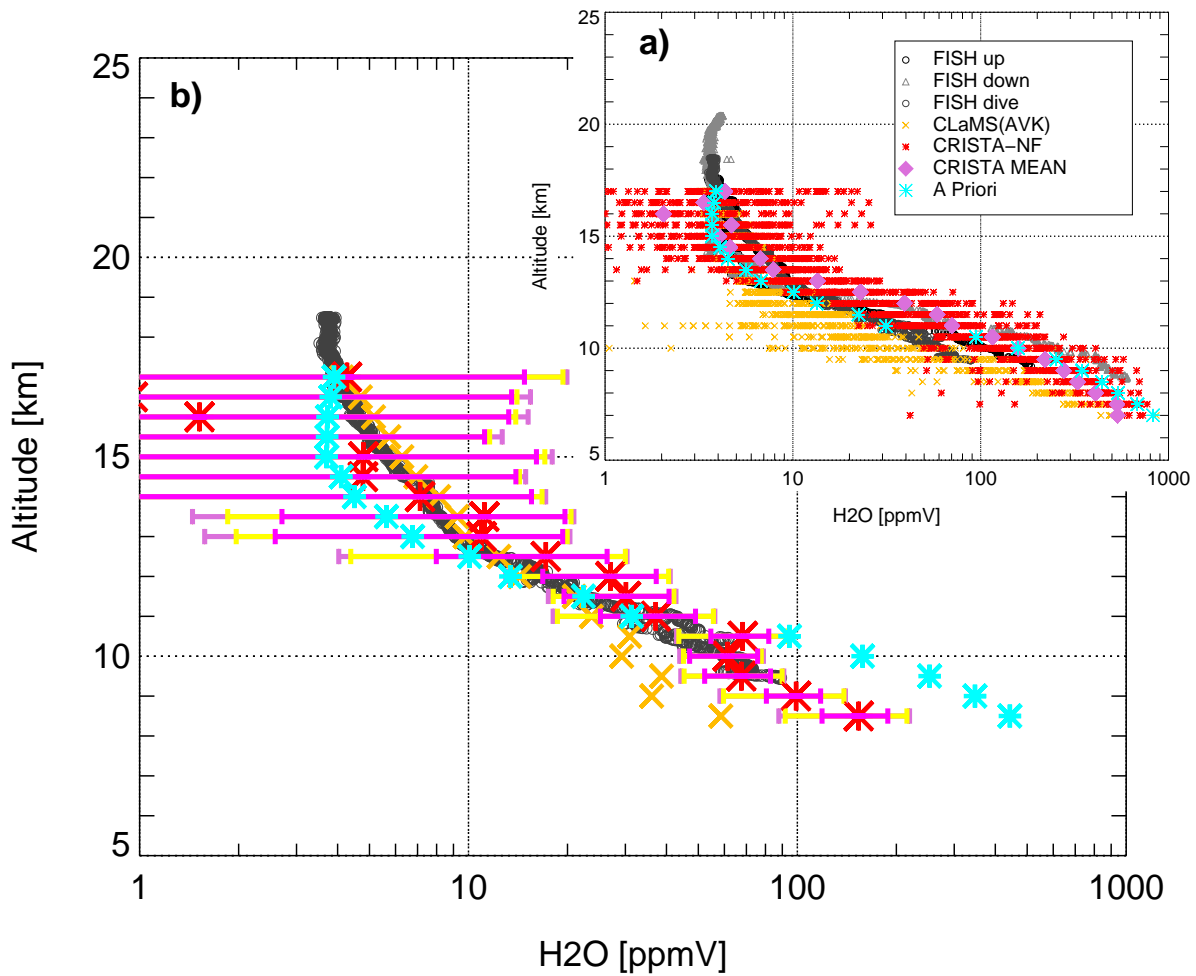 a)
25
20
15
10
5
Altitude [km]
FISH up
FISH down
FISH dive
CLaMS(AVK)
CRISTA-NF
CRISTA MEAN
A Priori
1
10
100
1000
H2O [ppmV]
b)
25
20
15
10
5
Altitude [km]
1
10
100
1000
H2O [ppmV]